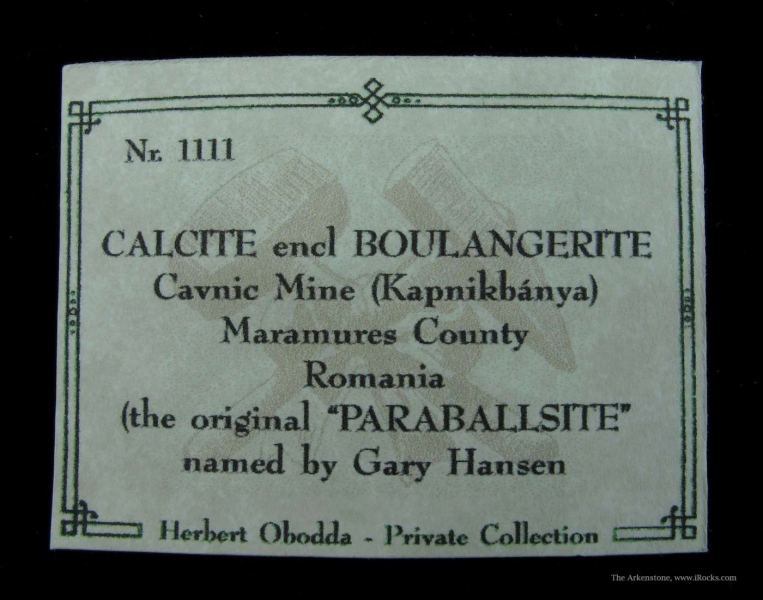 Nr. 1111
CALCITE encl BOULANGERITE
Cavnic Mine (Kapnikbánya)
Maramures County
Romania
(the original "PARABALLSITE"
named by Gary Hansen
Herbert Obodda - Private Collection
The Arkenstone, www.iRocks.com